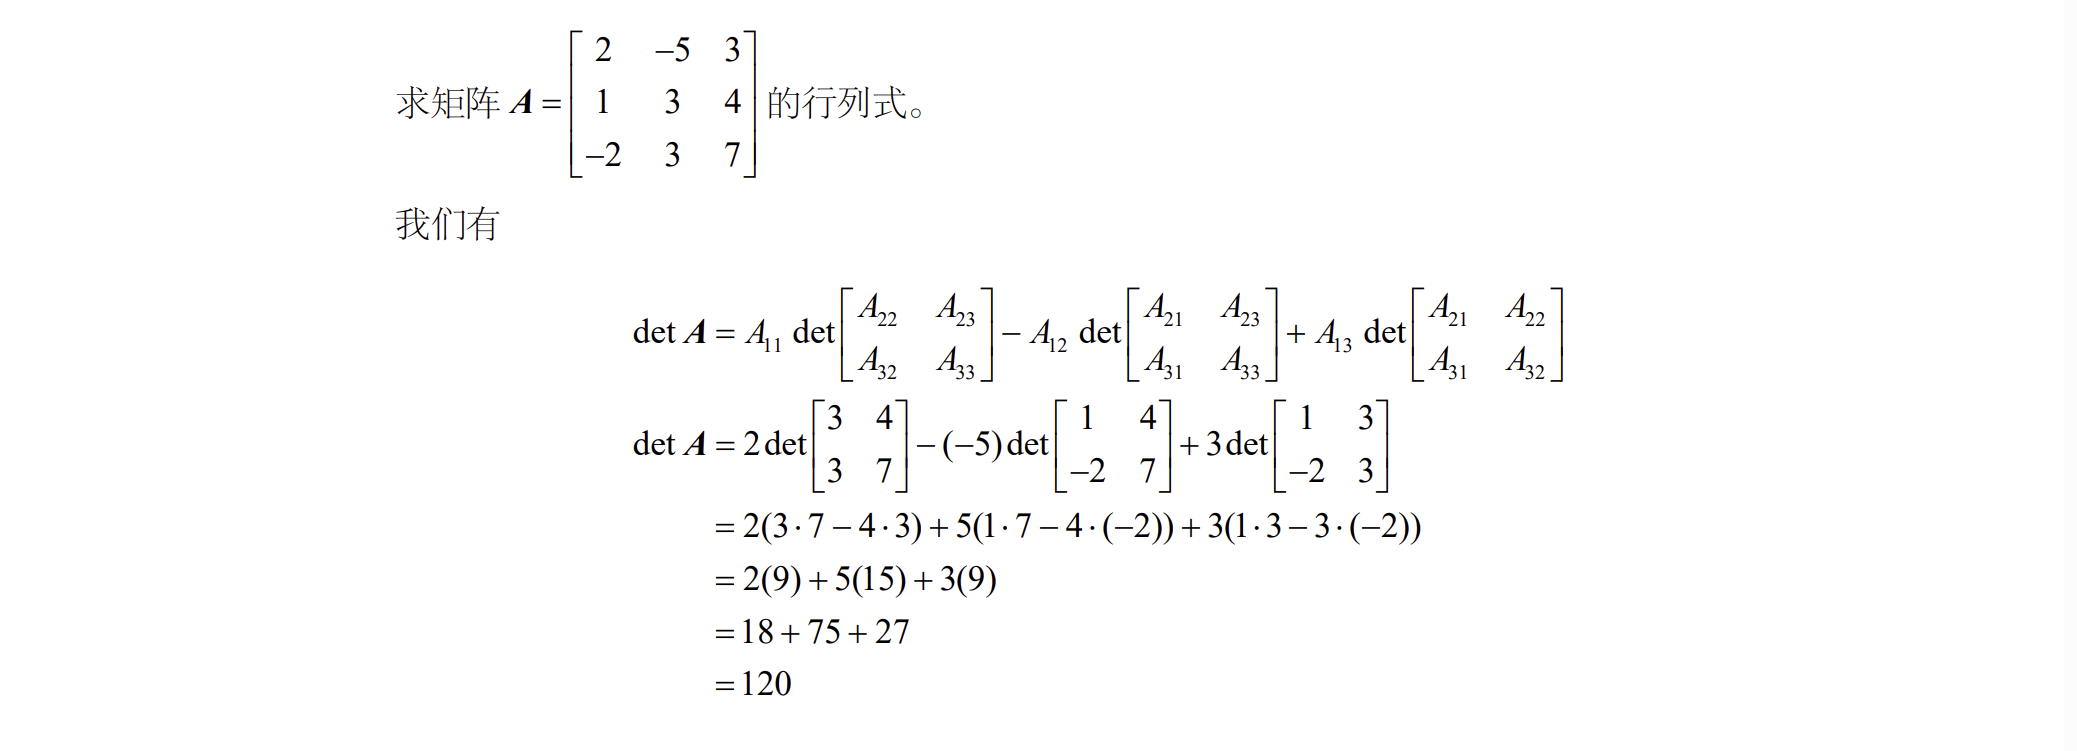 求矩阵 A = [2 −5 3; 1 3 4; −2 3 7] 的行列式。
我们有
det A = A₁₁ det[A₂₂ A₂₃; A₃₂ A₃₃] − A₁₂ det[A₂₁ A₂₃; A₃₁ A₃₃] + A₁₃ det[A₂₁ A₂₂; A₃₁ A₃₂]
det A = 2 det[3 4; 3 7] − (−5) det[1 4; −2 7] + 3 det[1 3; −2 3]
= 2(3·7 − 4·3) + 5(1·7 − 4·(−2)) + 3(1·3 − 3·(−2))
= 2(9) + 5(15) + 3(9)
= 18 + 75 + 27
= 120